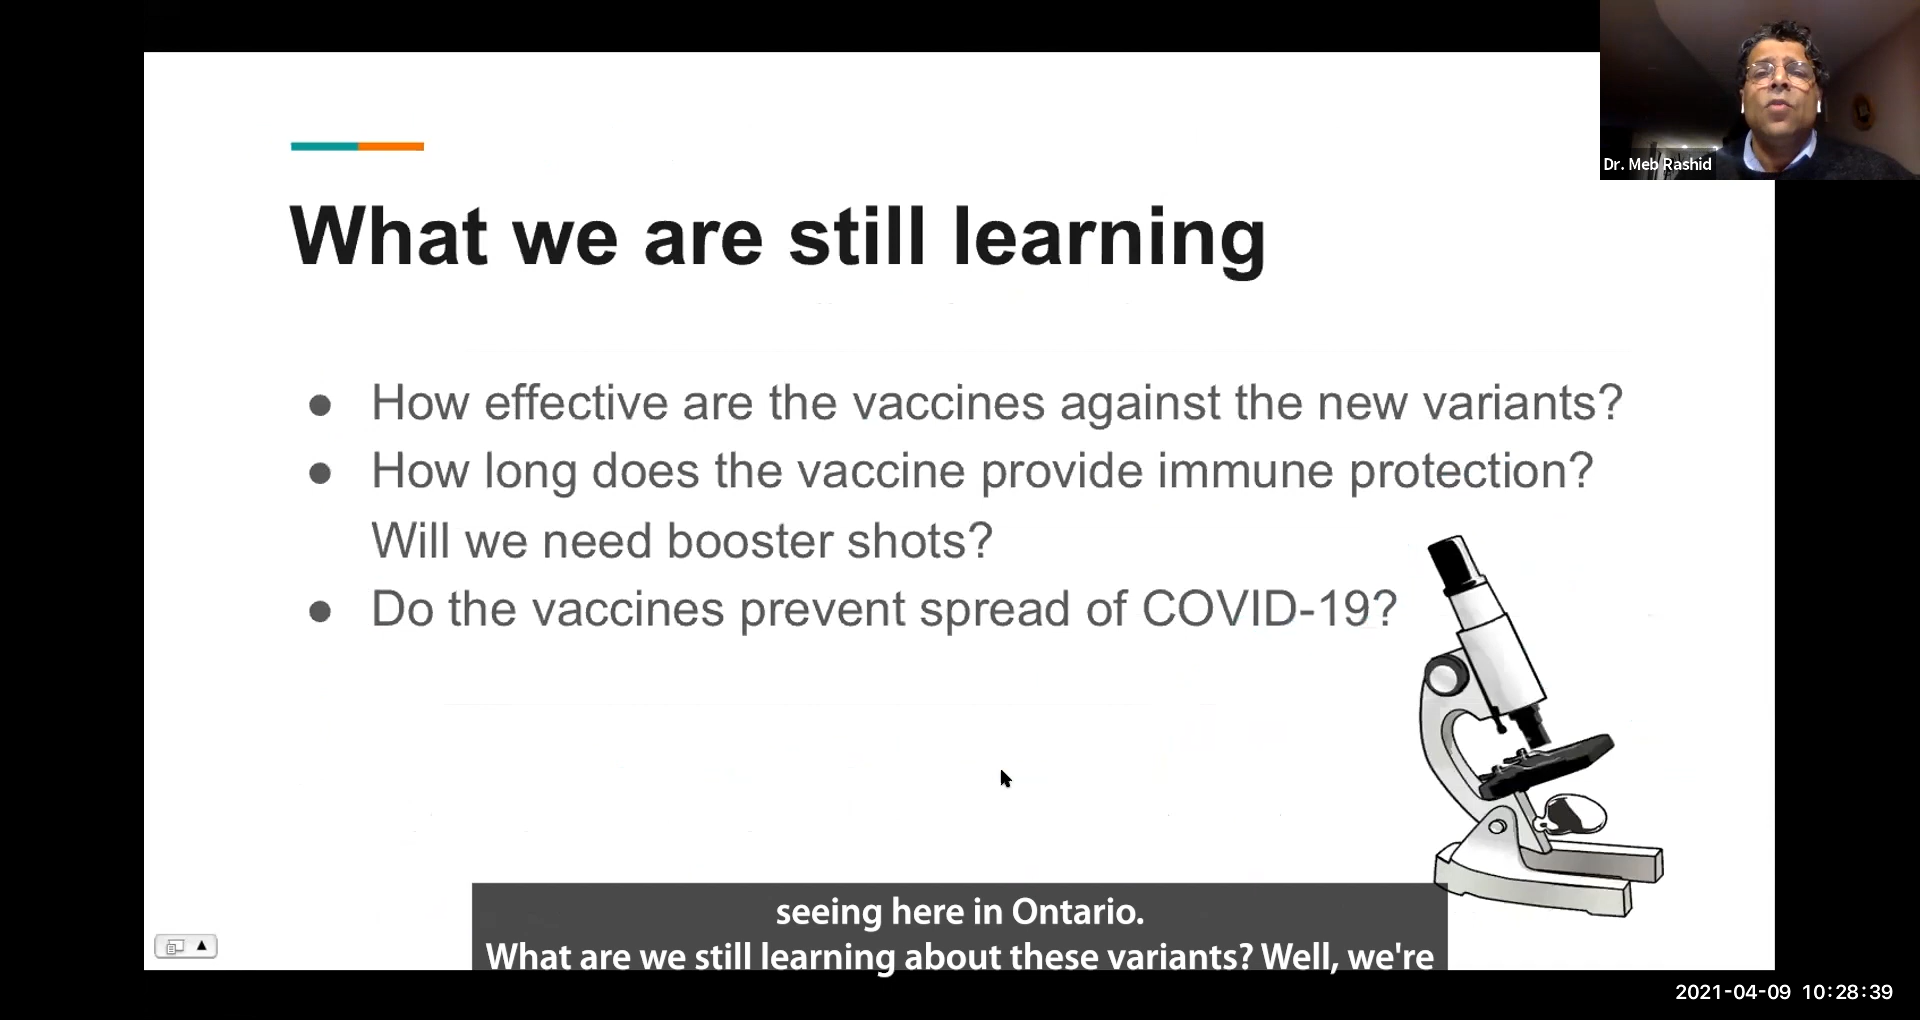 Dr. Meb Rashid
What we are still learning
● How effective are the vaccines against the new variants?
● How long does the vaccine provide immune protection?
Will we need booster shots?
● Do the vaccines prevent spread of COVID-19?
seeing here in Ontario.
What are we still learning about these variants? Well, we're
2021-04-09 10:28:39